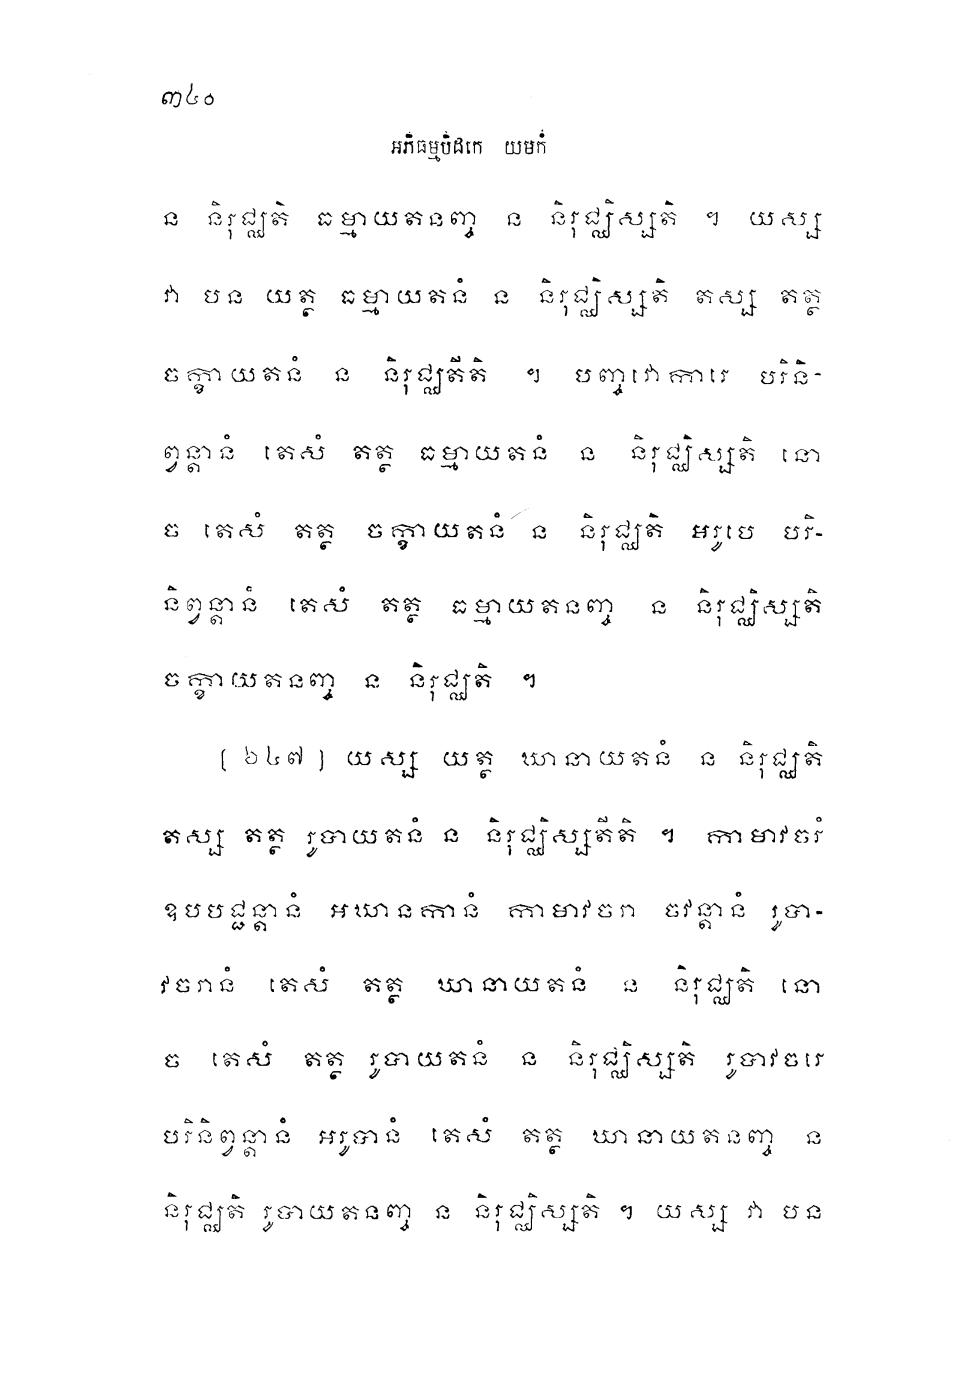 ៣៤០
អភិធម្មបិដកេ យមកំ
ន និរុជ្ឈតិ ធម្មាយតនញ្ច ន និរុជ្ឈិស្សតិ ។ យស្ស
វា បន យត្ថ ធម្មាយតនំ ន និរុជ្ឈិស្សតិ តស្ស តត្ថ
ចក្ខាយតនំ ន និរុជ្ឈតីតិ ។ បញ្ចវោការេ បរិនិ-
ព្វន្តានំ តេសំ តត្ថ ធម្មាយតនំ ន និរុជ្ឈិស្សតិ នោ
ច តេសំ តត្ថ ចក្ខាយតនំ ន និរុជ្ឈតិ អរូបេ បរិ-
និព្វន្តានំ តេសំ តត្ថ ធម្មាយតនញ្ច ន និរុជ្ឈិស្សតិ
ចក្ខាយតនញ្ច ន និរុជ្ឈតិ ។
[ ៦៤៧ ] យស្ស យត្ថ ឃានាយតនំ ន និរុជ្ឈតិ
តស្ស តត្ថ រូបាយតនំ ន និរុជ្ឈិស្សតីតិ ។ កាមាវចរំ
ឧបបជ្ជន្តានំ អឃានកានំ កាមាវចរា ចវន្តានំ រូបា-
វចរានំ តេសំ តត្ថ ឃានាយតនំ ន និរុជ្ឈតិ នោ
ច តេសំ តត្ថ រូបាយតនំ ន និរុជ្ឈិស្សតិ រូបាវចរេ
បរិនិព្វន្តានំ អរូបានំ តេសំ តត្ថ ឃានាយតនញ្ច ន
និរុជ្ឈតិ រូបាយតនញ្ច ន និរុជ្ឈិស្សតិ ។ យស្ស វា បន